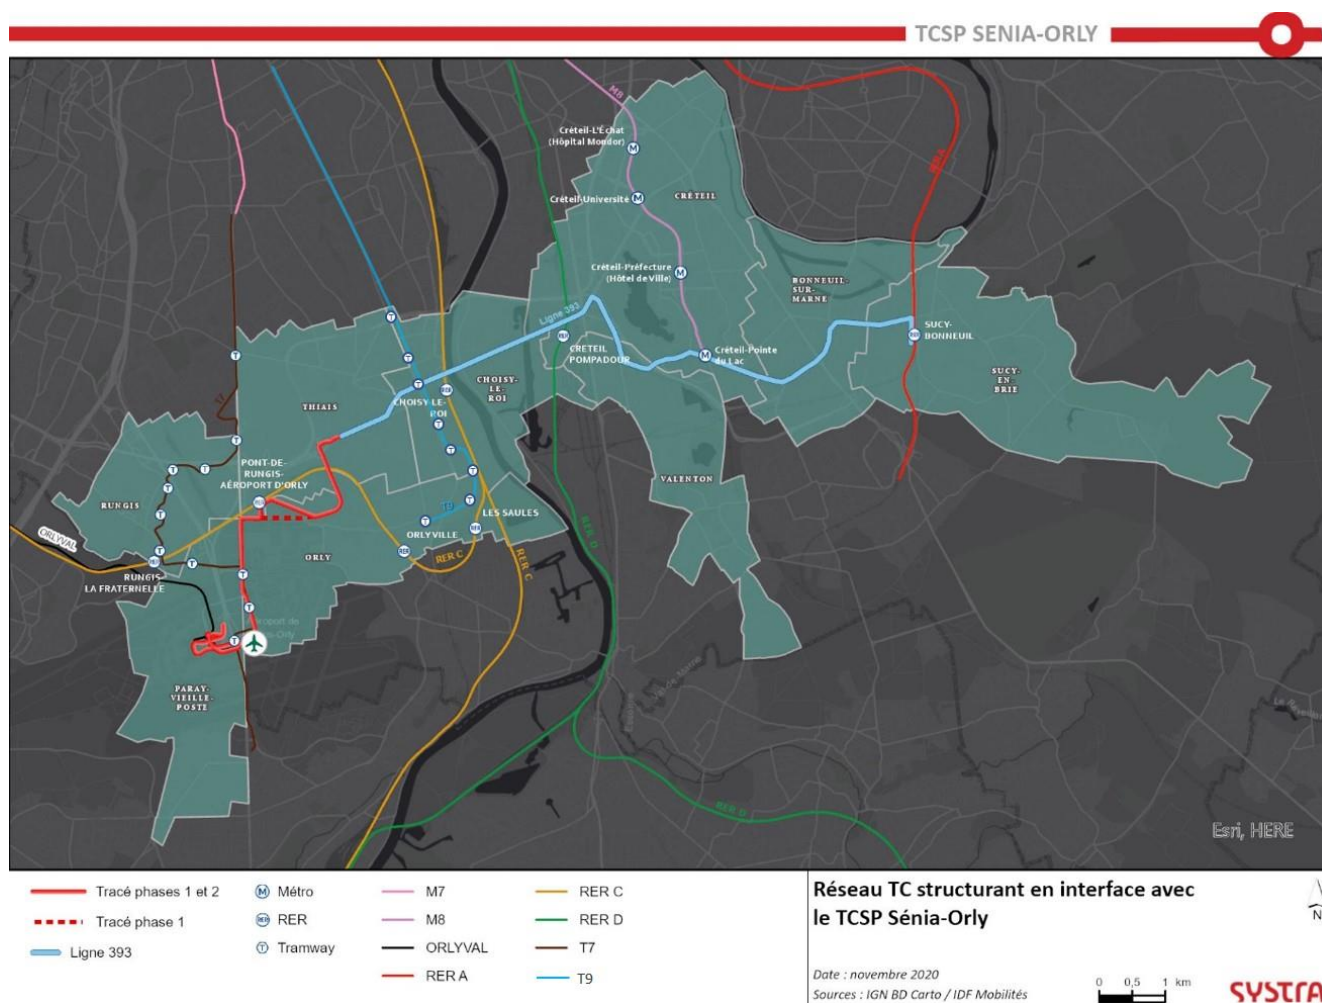 TCSP SENIA-ORLY
M8
Créteil-L'Échat
(Hôpital Mondor)
CRÉTEIL
RER A
Créteil-Université
Créteil-Préfecture
(Hôtel de Ville)
BONNEUIL-
SUR-
MARNE
Ligne 393
SUCY-
BONNEUIL
CRETEIL
POMPADOUR
Créteil-Pointe
du Lac
CHOISY-
LE-
ROI
SUCY-
EN-
BRIE
THIAIS
CHOISY-LE-
ROI
T7
PONT-DE-
RUNGIS-
AÉROPORT D'ORLY
VALENTON
RUNGIS
T9
LES SAULES
ORLYVILLE
ORLYVAL
ORLY
RER C
RER C
RER D
RUNGIS-
LA FRATERNELLE
PARAY-
VIEILLE-
POSTE
RER D
Esri, HERE
Tracé phases 1 et 2
Tracé phase 1
Ligne 393
M Métro
RER RER
T Tramway
M7
M8
ORLYVAL
RER A
RER C
RER D
T7
T9
Réseau TC structurant en interface avec
le TCSP Sénia-Orly
N
Date : novembre 2020
Sources : IGN BD Carto / IDF Mobilités
0 0,5 1 km
SYSTRA